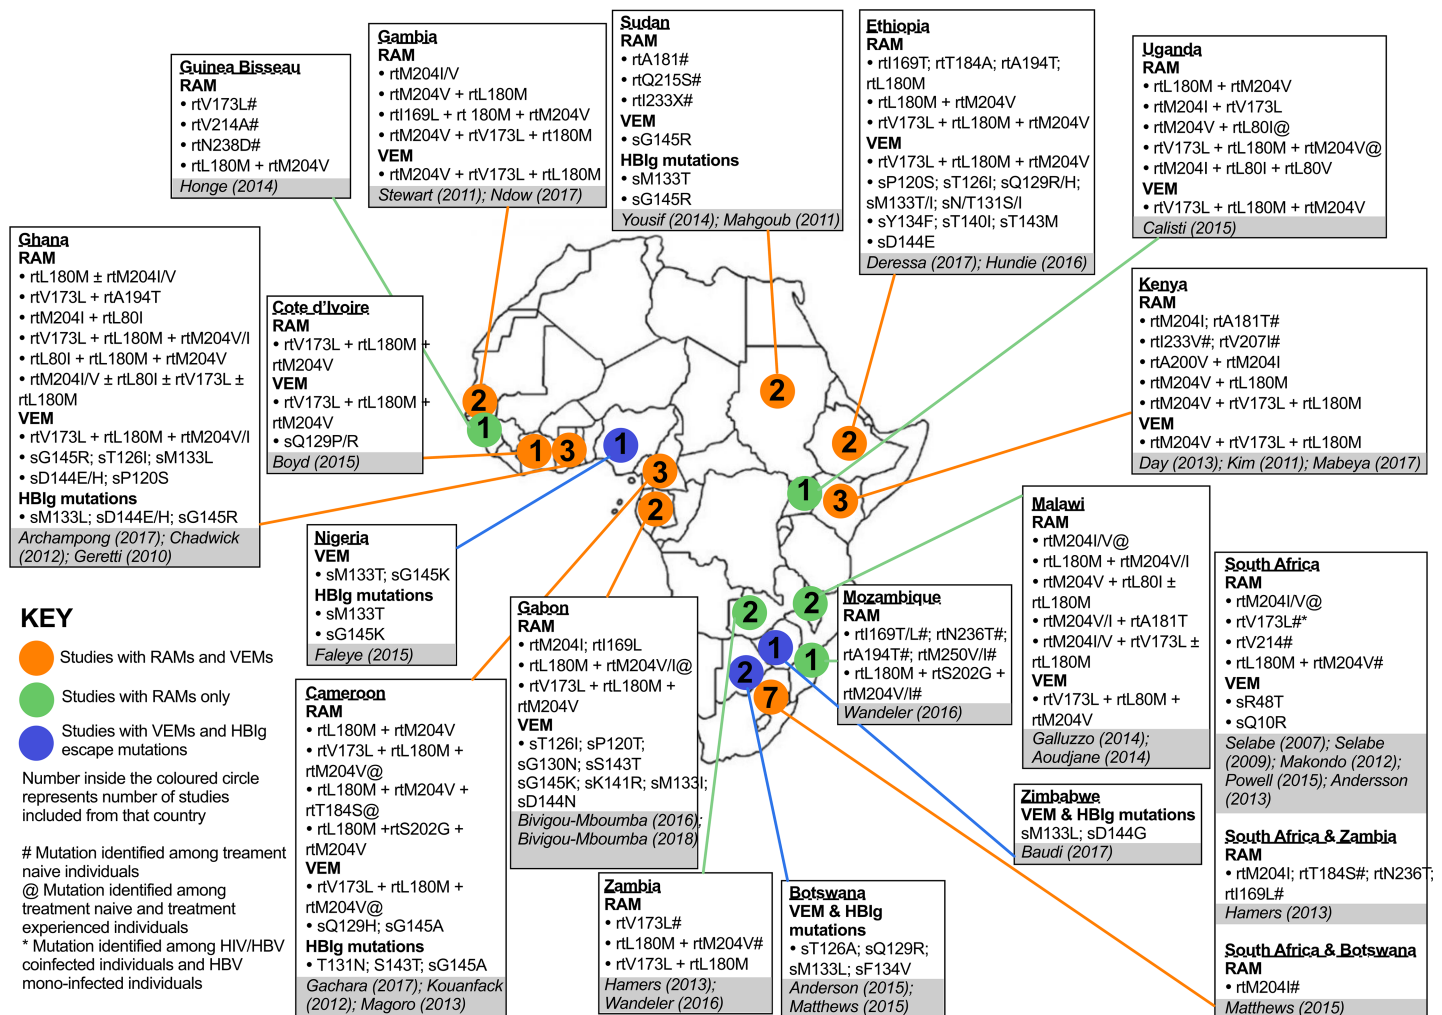 Guinea Bisseau
RAM
• rtV173L#
• rtV214A#
• rtN238D#
• rtL180M + rtM204V
Honge (2014)
Gambia
RAM
• rtM204I/V
• rtM204V + rtL180M
• rtI169L + rt 180M + rtM204V
• rtM204V + rtV173L + rt180M
VEM
• rtM204V + rtV173L + rtL180M
Stewart (2011); Ndow (2017)
Sudan
RAM
• rtA181#
• rtQ215S#
• rtI233X#
VEM
• sG145R
HBIg mutations
• sM133T
• sG145R
Yousif (2014); Mahgoub (2011)
Ethiopia
RAM
• rtI169T; rtT184A; rtA194T;
rtL180M
• rtL180M + rtM204V
• rtV173L + rtL180M + rtM204V
VEM
• rtV173L + rtL180M + rtM204V
• sP120S; sT126I; sQ129R/H;
sM133T/I; sN/T131S/I
• sY134F; sT140I; sT143M
• sD144E
Deressa (2017); Hundie (2016)
Uganda
RAM
• rtL180M + rtM204V
• rtM204I + rtV173L
• rtM204V + rtL80I@
• rtV173L + rtL180M + rtM204V@
• rtM204I + rtL80I + rtL80V
VEM
• rtV173L + rtL180M + rtM204V
Calisti (2015)
Ghana
RAM
• rtL180M ± rtM204I/V
• rtV173L + rtA194T
• rtM204I + rtL80I
• rtV173L + rtL180M + rtM204V/I
• rtL80I + rtL180M + rtM204V
• rtM204I/V ± rtL80I ± rtV173L ±
rtL180M
VEM
• rtV173L + rtL180M + rtM204V/I
• sG145R; sT126I; sM133L
• sD144E/H; sP120S
HBIg mutations
• sM133L; sD144E/H; sG145R
Archampong (2017); Chadwick
(2012); Geretti (2010)
Cote d'Ivoire
RAM
• rtV173L + rtL180M +
rtM204V
VEM
• rtV173L + rtL180M +
rtM204V
• sQ129P/R
Boyd (2015)
Kenya
RAM
• rtM204I; rtA181T#
• rtI233V#; rtV207I#
• rtA200V + rtM204I
• rtM204V + rtL180M
• rtM204V + rtV173L + rtL180M
VEM
• rtM204V + rtV173L + rtL180M
Day (2013); Kim (2011); Mabeya (2017)
2
1
1
3
1
3
2
2
2
1
3
2
2
1
1
2
7
Nigeria
VEM
• sM133T; sG145K
HBIg mutations
• sM133T
• sG145K
Faleye (2015)
Malawi
RAM
• rtM204I/V@
• rtL180M + rtM204V/I
• rtM204V + rtL80I ±
rtL180M
• rtM204V/I + rtA181T
• rtM204I/V + rtV173L ±
rtL180M
VEM
• rtV173L + rtL80M +
rtM204V
Galluzzo (2014);
Aoudjane (2014)
South Africa
RAM
• rtM204I/V@
• rtV173L#*
• rtV214#
• rtL180M + rtM204V#
VEM
• sR48T
• sQ10R
Selabe (2007); Selabe
(2009); Makondo (2012);
Powell (2015); Andersson
(2013)
South Africa & Zambia
RAM
• rtM204I; rtT184S#; rtN236T;
rtI169L#
Hamers (2013)
South Africa & Botswana
RAM
• rtM204I#
Matthews (2015)
Mozambique
RAM
• rtI169T/L#; rtN236T#;
rtA194T#; rtM250V/I#
• rtL180M + rtS202G +
rtM204V/I#
Wandeler (2016)
Gabon
RAM
• rtM204I; rtI169L
• rtL180M + rtM204V/I@
• rtV173L + rtL180M +
rtM204V
VEM
• sT126I; sP120T;
sG130N; sS143T
sG145K; sK141R; sM133I;
sD144N
Bivigou-Mboumba (2016);
Bivigou-Mboumba (2018)
Cameroon
RAM
• rtL180M + rtM204V
• rtV173L + rtL180M +
rtM204V@
• rtL180M + rtM204V +
rtT184S@
• rtL180M +rtS202G +
rtM204V
VEM
• rtV173L + rtL180M +
rtM204V@
• sQ129H; sG145A
HBIg mutations
• T131N; S143T; sG145A
Gachara (2017); Kouanfack
(2012); Magoro (2013)
Zambia
RAM
• rtV173L#
• rtL180M + rtM204V#
• rtV173L + rtL180M
Hamers (2013);
Wandeler (2016)
Botswana
VEM & HBIg
mutations
• sT126A; sQ129R;
sM133L; sF134V
Anderson (2015);
Matthews (2015)
Zimbabwe
VEM & HBIg mutations
sM133L; sD144G
Baudi (2017)
KEY
Studies with RAMs and VEMs
Studies with RAMs only
Studies with VEMs and HBIg
escape mutations
Number inside the coloured circle
represents number of studies
included from that country
# Mutation identified among treament
naive individuals
@ Mutation identified among
treatment naive and treatment
experienced individuals
* Mutation identified among HIV/HBV
coinfected individuals and HBV
mono-infected individuals